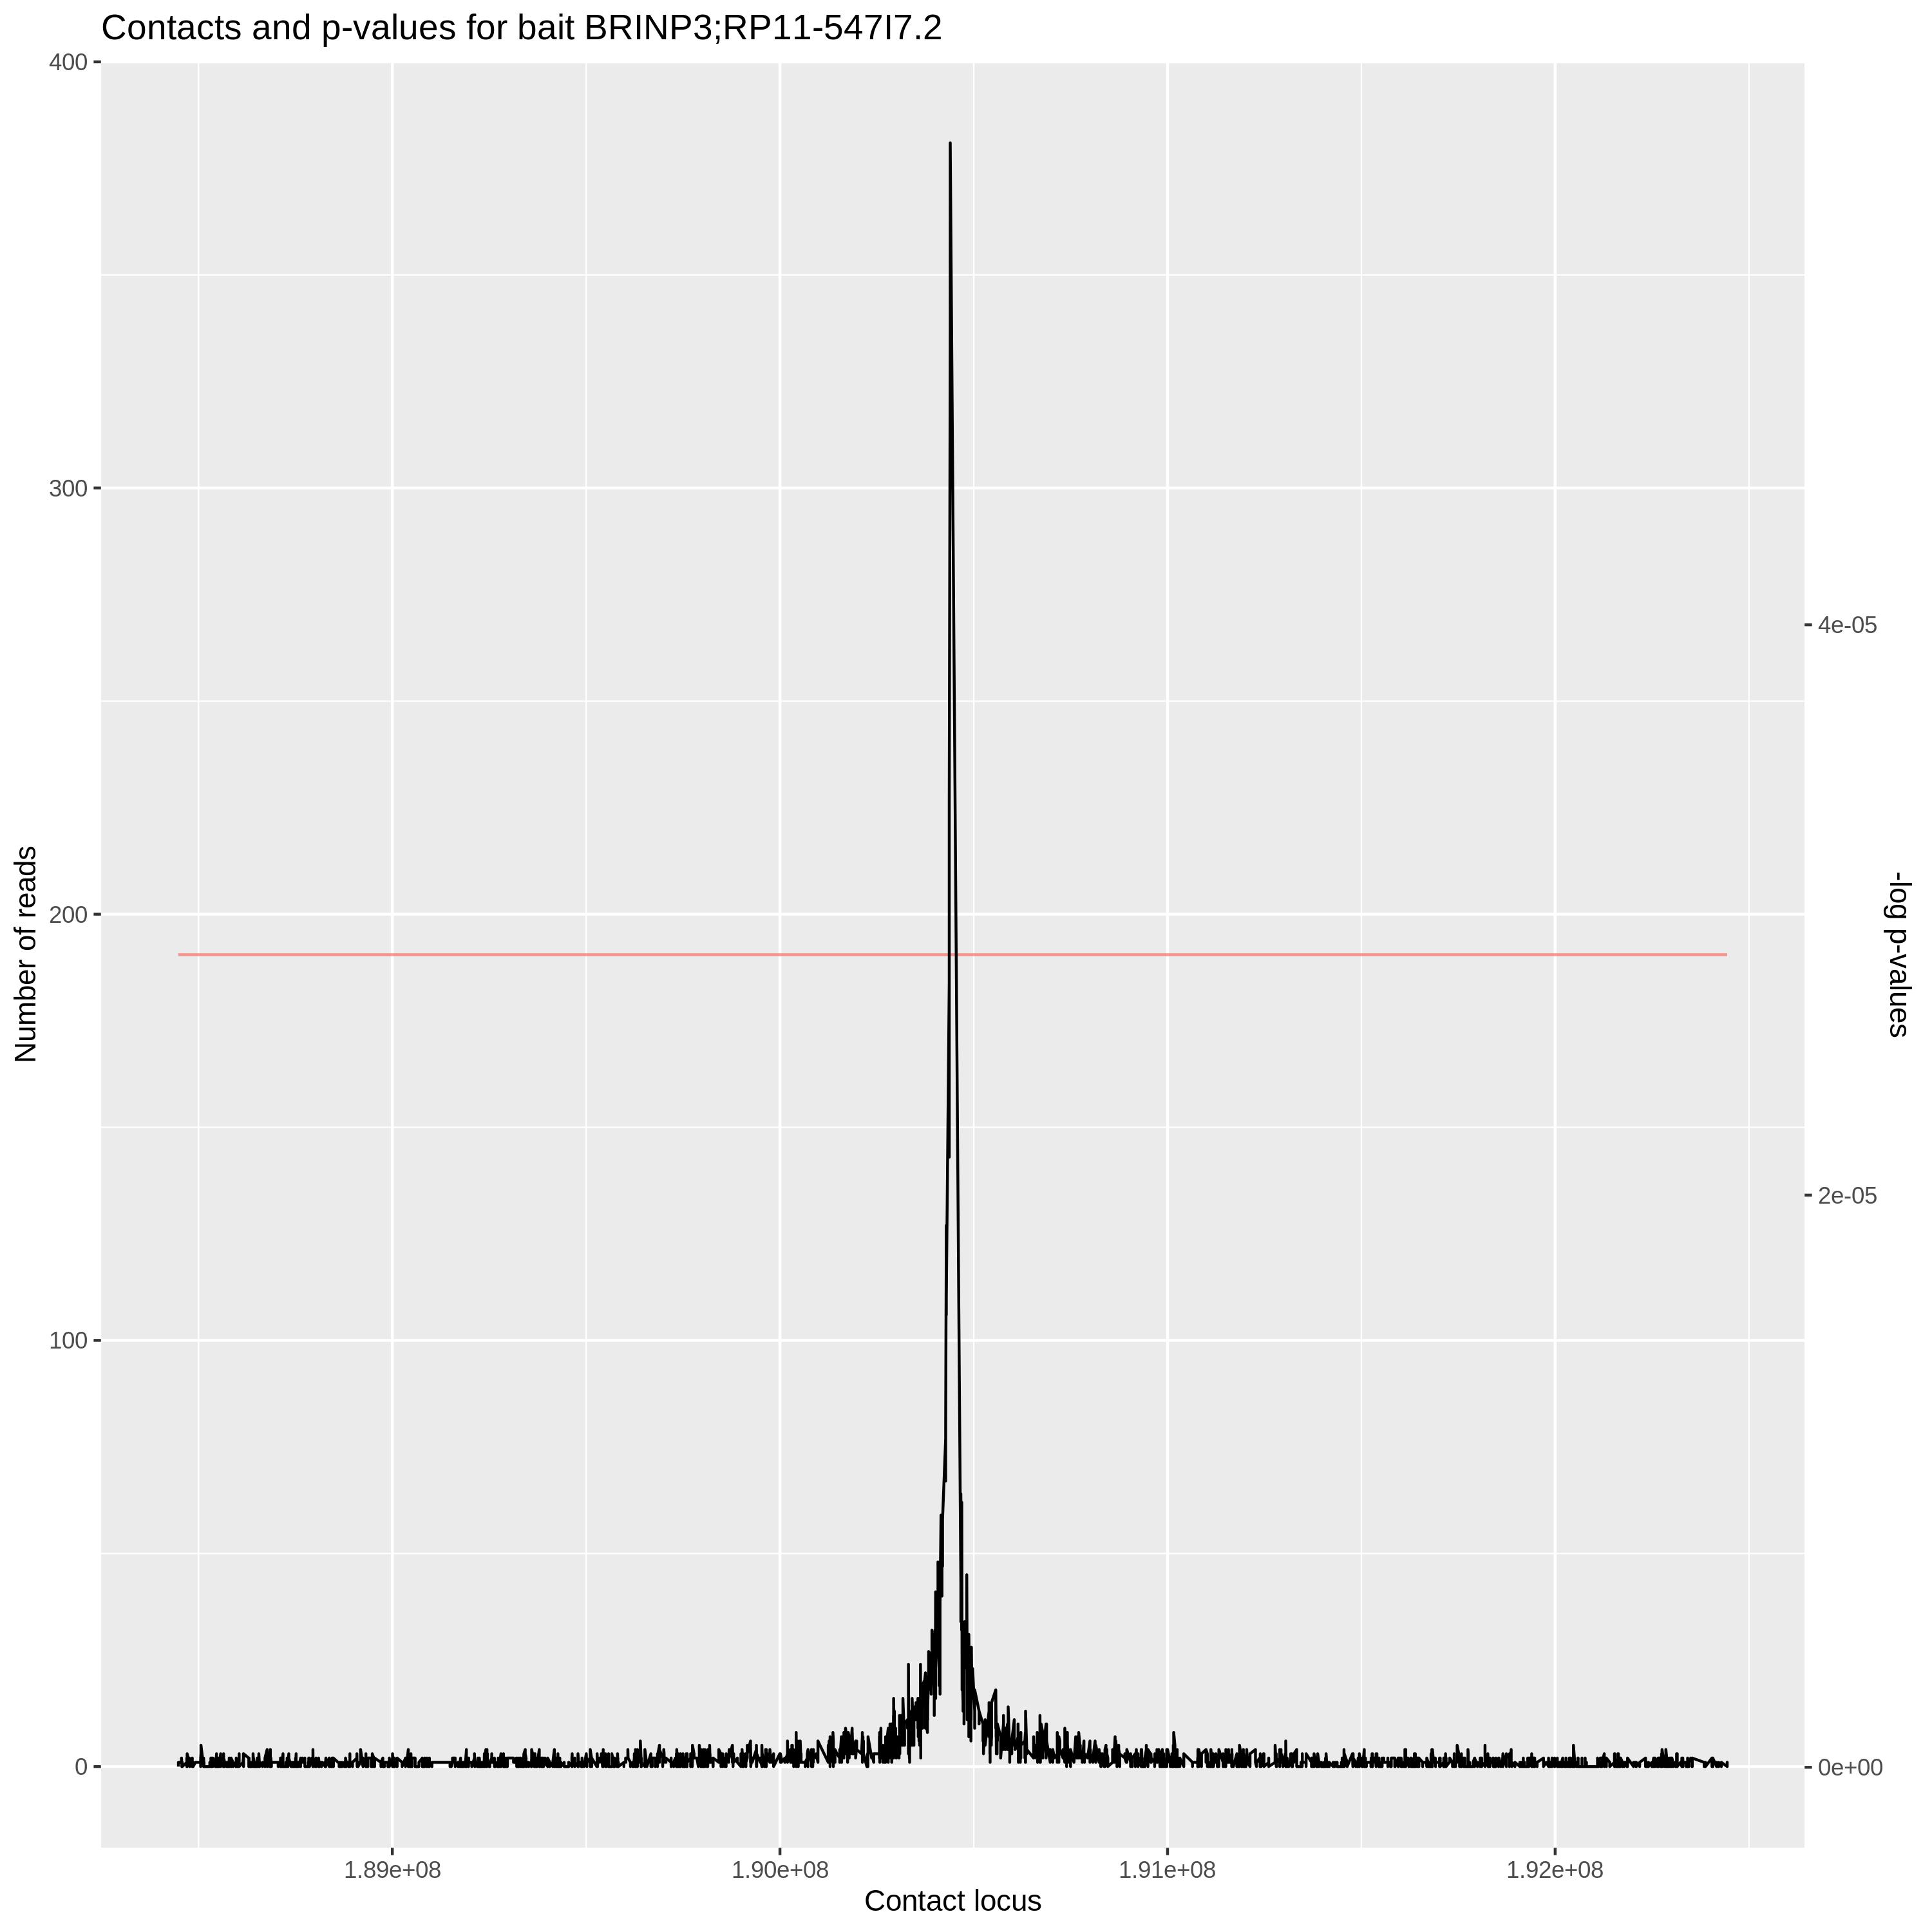 Contacts and p-values for bait BRINP3;RP11-547I7.2
400
300
200
100
0
Number of reads
4e-05
2e-05
0e+00
-log p-values
1.89e+08
1.90e+08
1.91e+08
1.92e+08
Contact locus